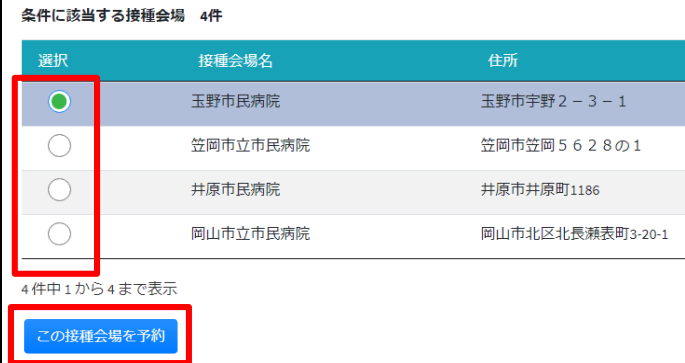 条件に該当する接種会場　4件
選択　接種会場名　住所
玉野市民病院　玉野市宇野２－３－１
笠岡市立市民病院　笠岡市笠岡５６２８の１
井原市民病院　井原市井原町1186
岡山市立市民病院　岡山市北区北長瀬表町3-20-1
4件中1から4まで表示
この接種会場を予約